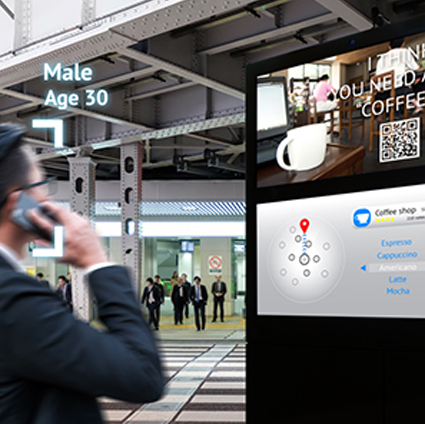 Male
Age 30
I THINK
YOU NEED A
"COFFEE
Coffee shop
Espresso
Cappuccino
Americano
Latte
Mocha